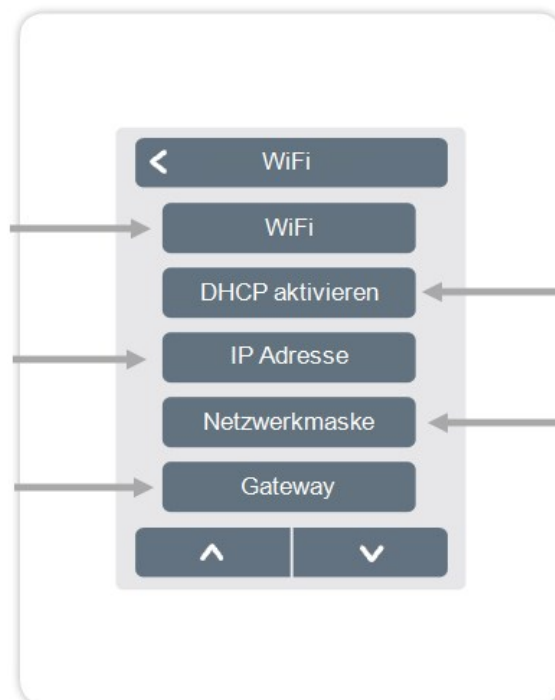 WiFi
WiFi
DHCP aktivieren
IP Adresse
Netzwerkmaske
Gateway